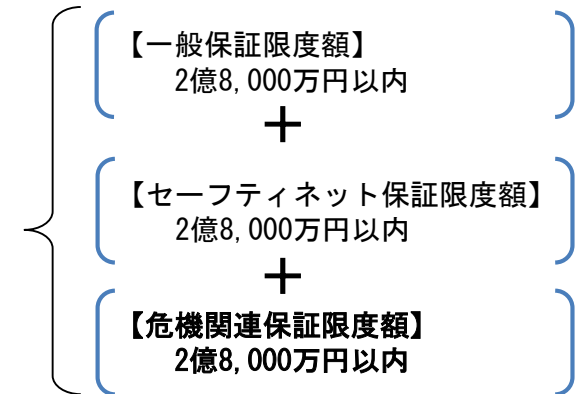 【一般保証限度額】
2億8,000万円以内
＋
【セーフティネット保証限度額】
2億8,000万円以内
＋
【危機関連保証限度額】
2億8,000万円以内